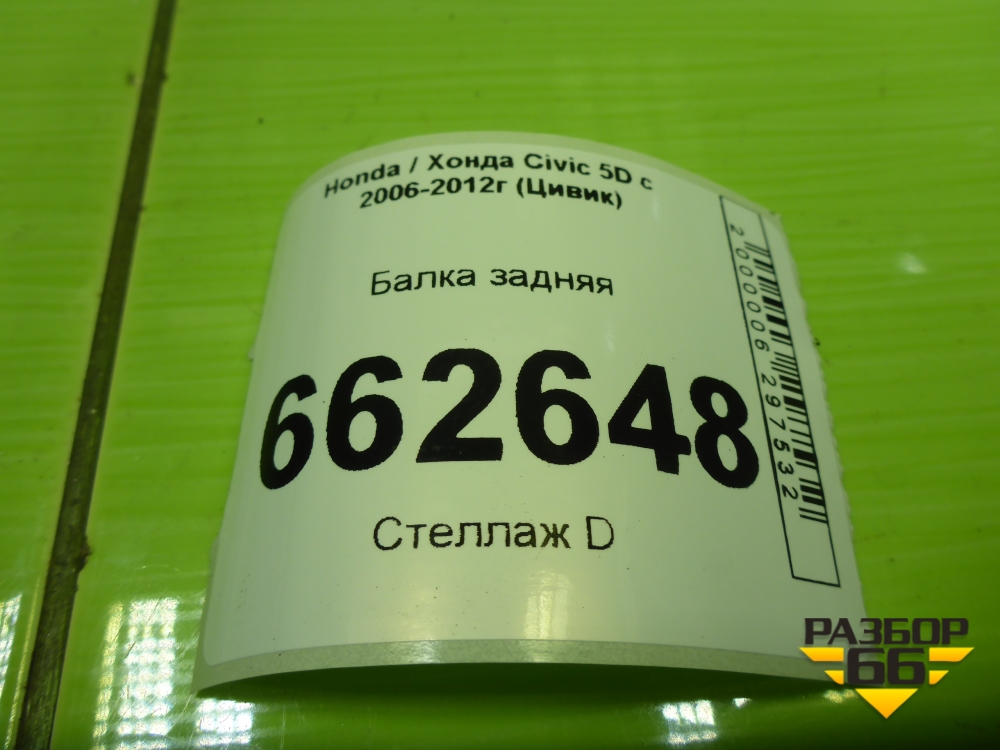 Honda / Хонда Civic 5D с
2006-2012г (Цивик)
Балка задняя
662648
Стеллаж D
2000006297532
РАЗБОР
66